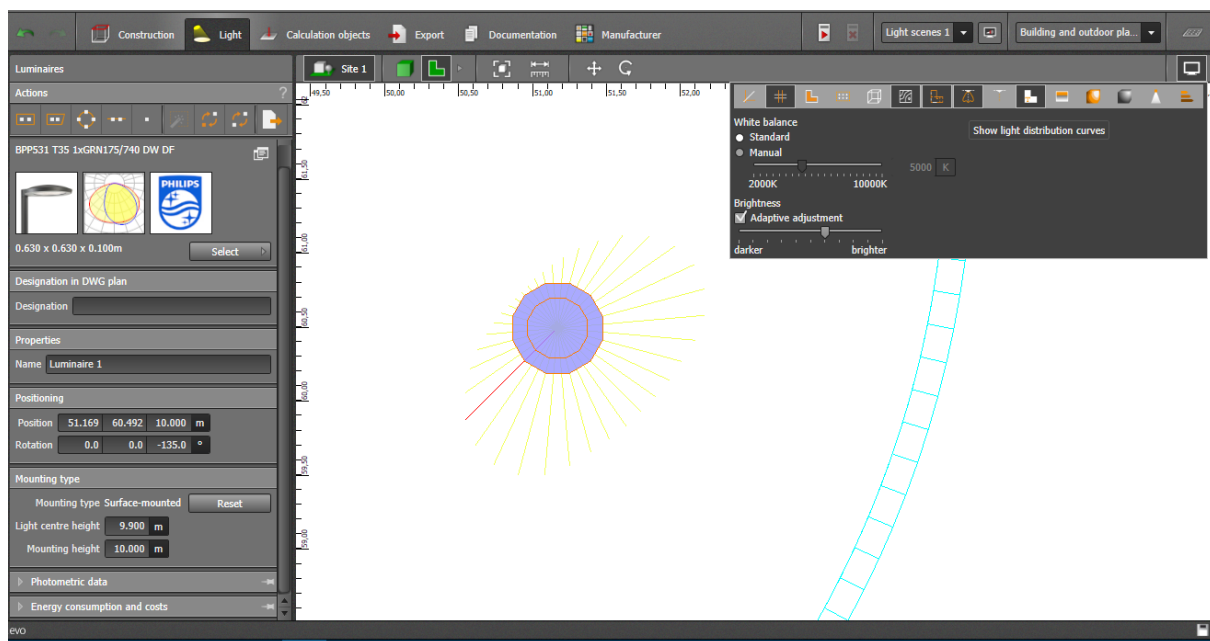 Construction Light Calculation objects Export Documentation Manufacturer Light scenes 1 Building and outdoor pla...
Luminaires
Site 1
Actions ?
BPP531 T35 1xGRN175/740 DW DF
PHILIPS
0.630 x 0.630 x 0.100m Select
Designation in DWG plan
Designation
Properties
Name Luminaire 1
Positioning
Position 51.169 60.492 10.000 m
Rotation 0.0 0.0 -135.0 °
Mounting type
Mounting type Surface-mounted Reset
Light centre height 9.900 m
Mounting height 10.000 m
Photometric data
Energy consumption and costs
evo
49,50 50,00 50,50 51,00 51,50 52,00
62
61,50
61,00
60,50
60,00
59,50
59,00
White balance
Standard
Manual
5000 K
2000K 10000K
Brightness
Adaptive adjustment
darker brighter
Show light distribution curves